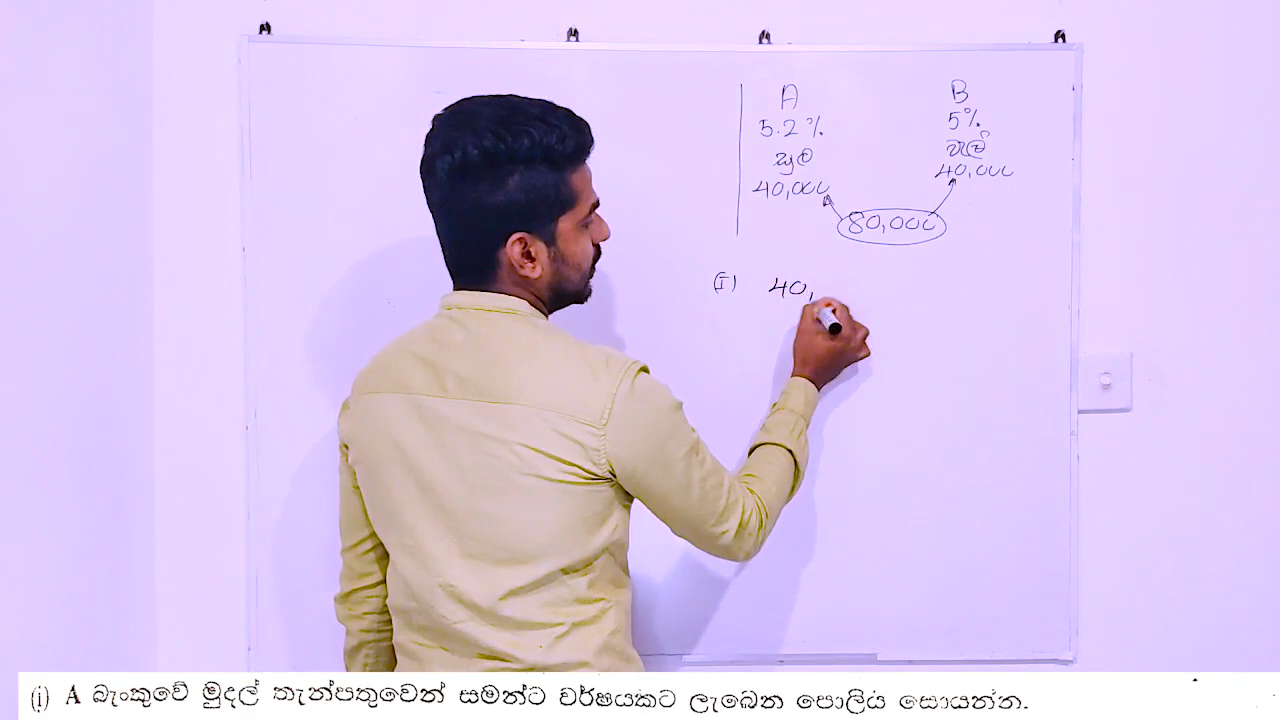 A
5.2%
සුළු
40,000
B
5%
වැල්
40,000
80,000
(I) 40,
(i) A බැංකුවේ මුදල් තැන්පතුවෙන් සමන්ට වර්ෂයකට ලැබෙන පොලිය සොයන්න.